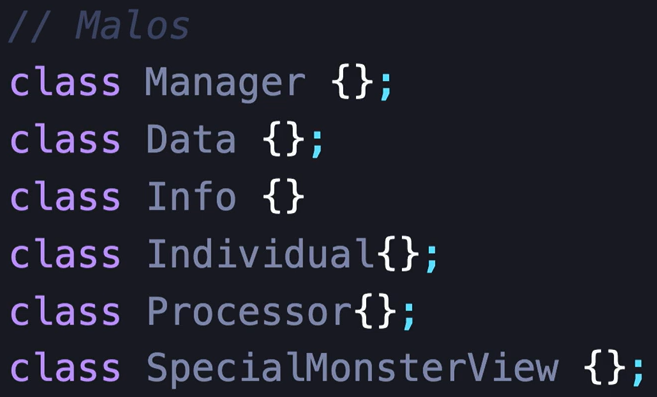 // Malos
class Manager {};
class Data {};
class Info {}
class Individual{};
class Processor{};
class SpecialMonsterView {};